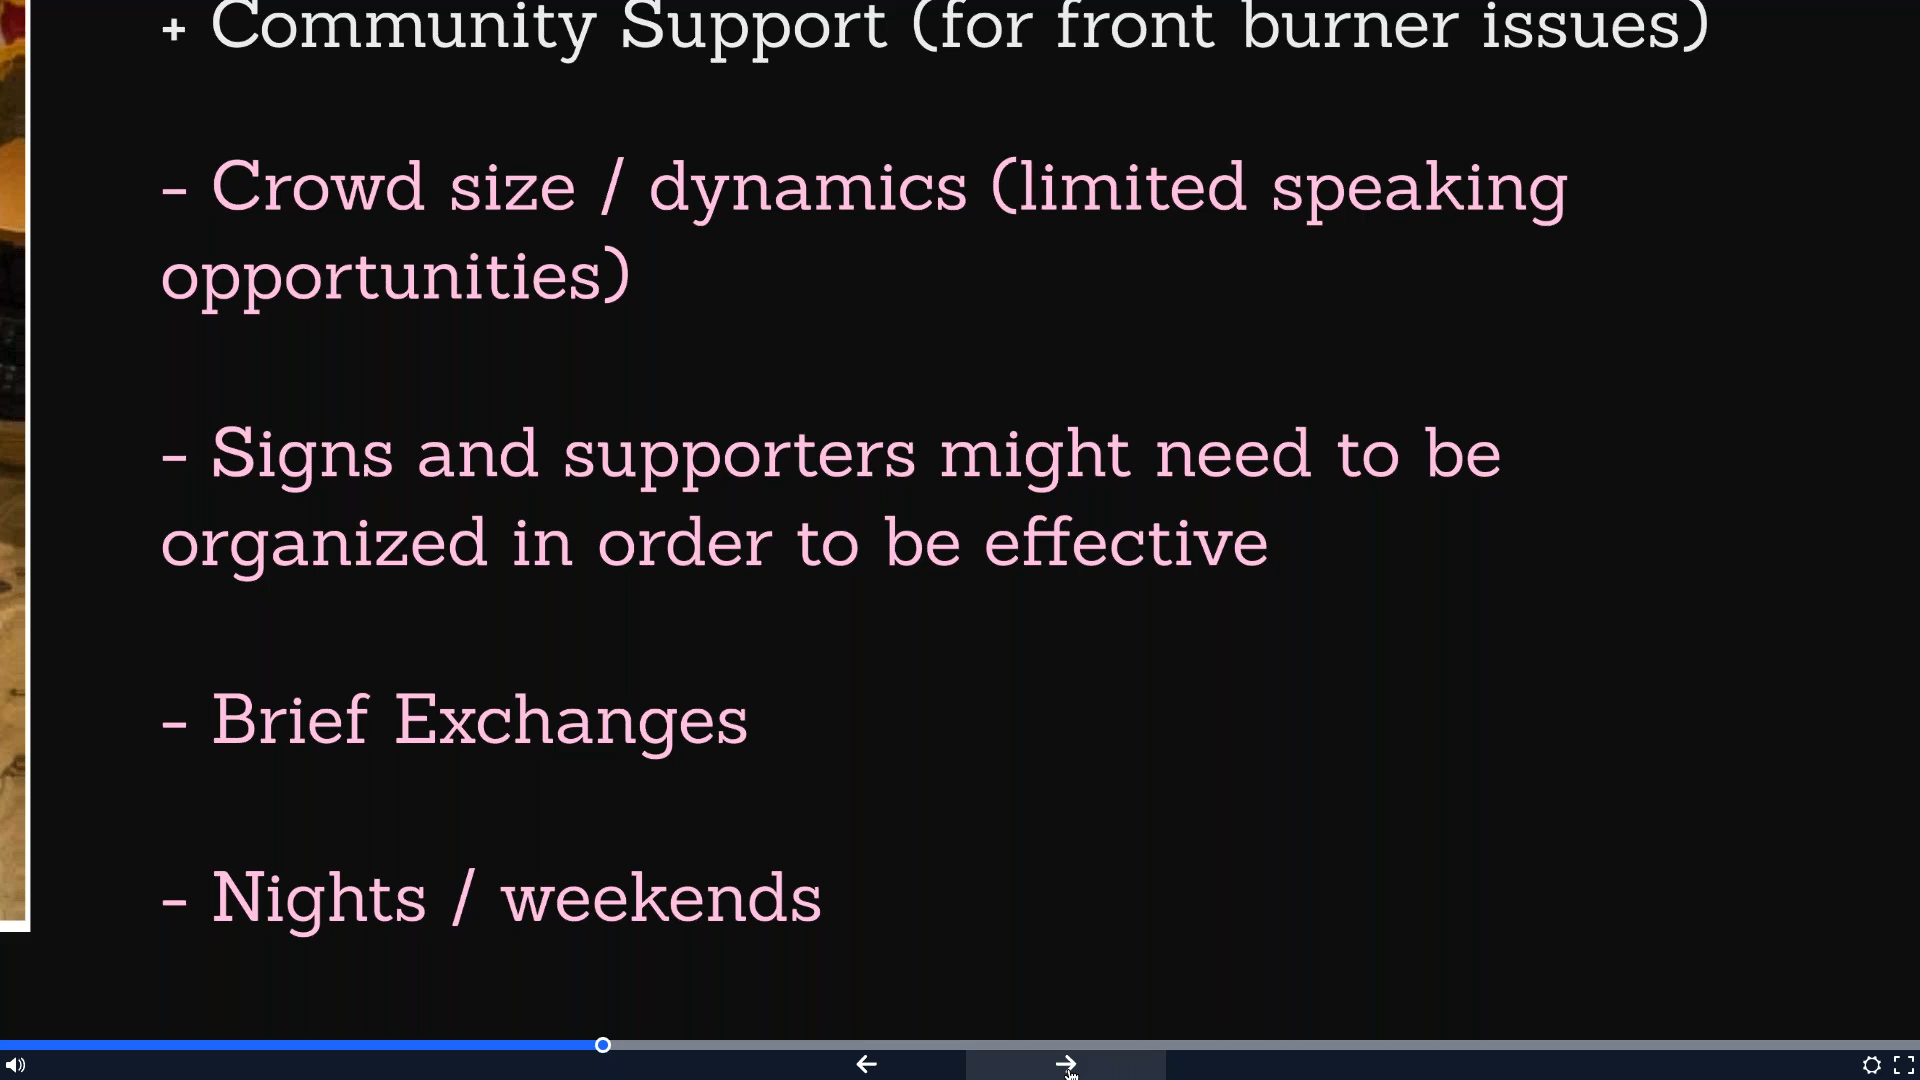 + Community Support (for front burner issues)
- Crowd size / dynamics (limited speaking
opportunities)
- Signs and supporters might need to be
organized in order to be effective
- Brief Exchanges
- Nights / weekends